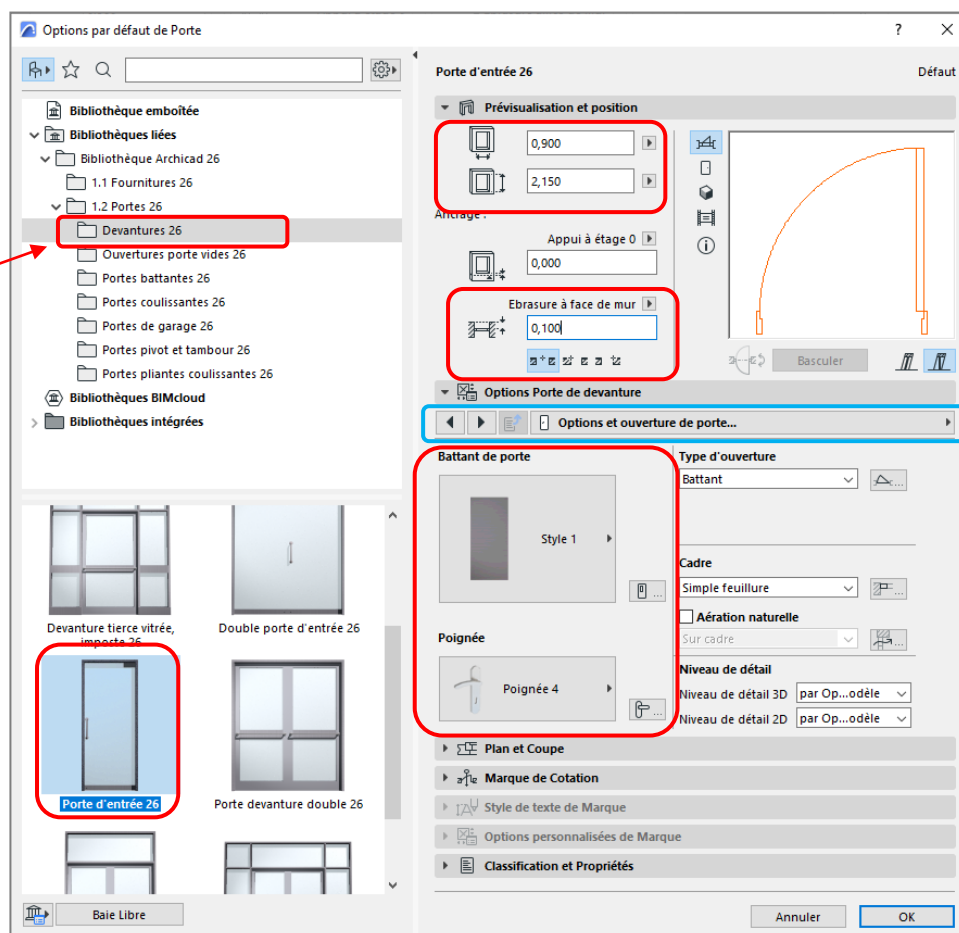 Options par défaut de Porte
?
Bibliothèque emboîtée
Bibliothèques liées
Bibliothèque Archicad 26
1.1 Fournitures 26
1.2 Portes 26
Devantures 26
Ouvertures porte vides 26
Portes battantes 26
Portes coulissantes 26
Portes de garage 26
Portes pivot et tambour 26
Portes pliantes coulissantes 26
Bibliothèques BIMcloud
Bibliothèques intégrées
Devanture tierce vitrée,
imposte 26
Double porte d'entrée 26
Porte d'entrée 26
Porte devanture double 26
Baie Libre
Porte d'entrée 26
Défaut
Prévisualisation et position
0,900
2,150
Ancrage :
Appui à étage 0
0,000
Ebrasure à face de mur
0,100
Basculer
Options Porte de devanture
Options et ouverture de porte...
Battant de porte
Style 1
Poignée
Poignée 4
Type d'ouverture
Battant
Cadre
Simple feuillure
Aération naturelle
Sur cadre
Niveau de détail
Niveau de détail 3D par Op...odèle
Niveau de détail 2D par Op...odèle
Plan et Coupe
Marque de Cotation
Style de texte de Marque
Options personnalisées de Marque
Classification et Propriétés
Annuler
OK